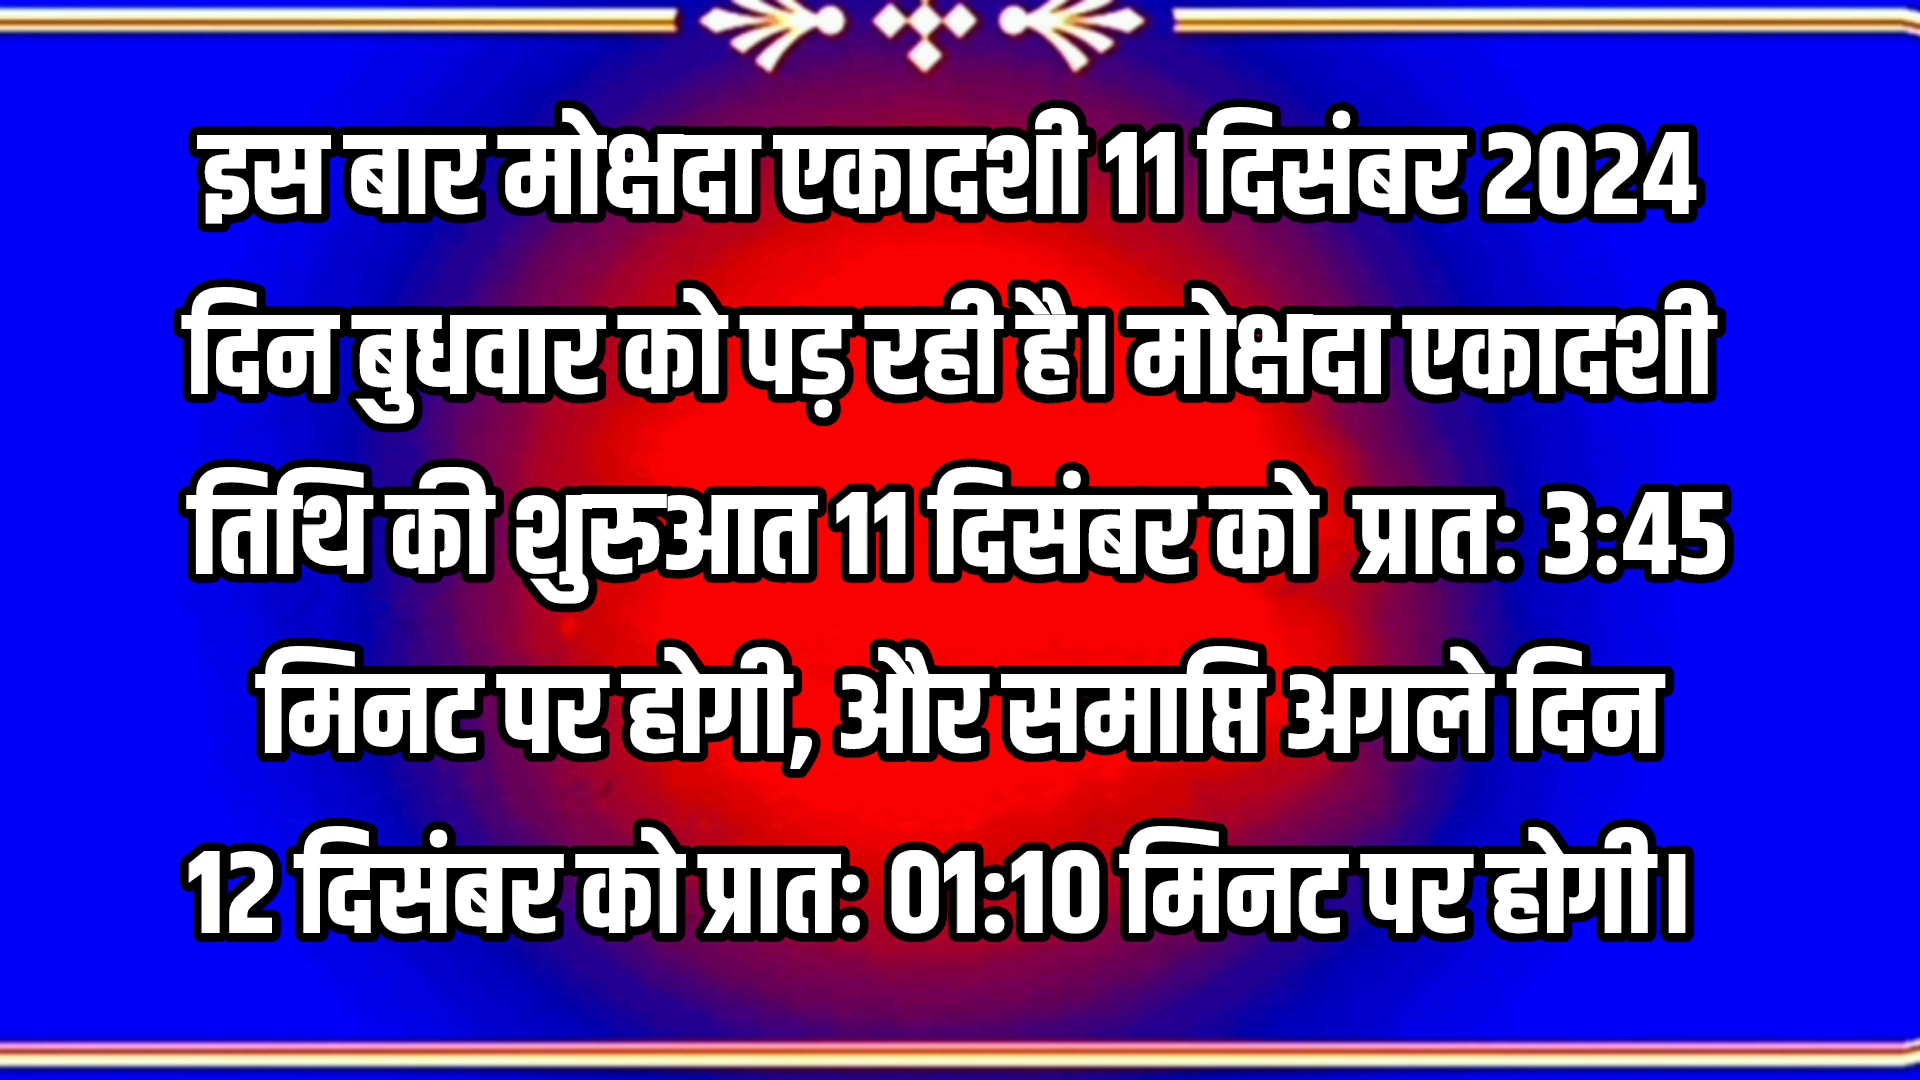 इस बार मोक्षदा एकादशी 11 दिसंबर 2024
दिन बुधवार को पड़ रही है। मोक्षदा एकादशी
तिथि की शुरुआत 11 दिसंबर को प्रात: 3:45
मिनट पर होगी, और समाप्ति अगले दिन
12 दिसंबर को प्रात: 01:10 मिनट पर होगी।